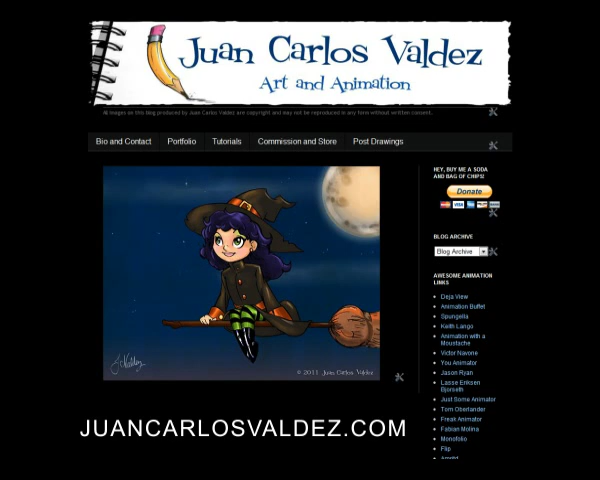 Juan Carlos Valdez
Art and Animation
All images on this blog produced by Juan Carlos Valdez are copyright and may not be reproduced in any form without written consent.
Bio and Contact
Portfolio
Tutorials
Commission and Store
Post Drawings
HEY, BUY ME A SODA
AND BAG OF CHIPS!
Donate
BLOG ARCHIVE
Blog Archive
AWESOME ANIMATION
LINKS
Deja View
Animation Buffet
Spungella
Keith Lango
Animation with a
Moustache
Victor Navone
You Animator
Jason Ryan
Lasse Eriksen
Bjorseth
Just Some Animator
Tom Oberlander
Freak Animator
Fabian Molina
Monofolio
Flip
J. Valdez
© 2011 Juan Carlos Valdez
JUANCARLOSVALDEZ.COM